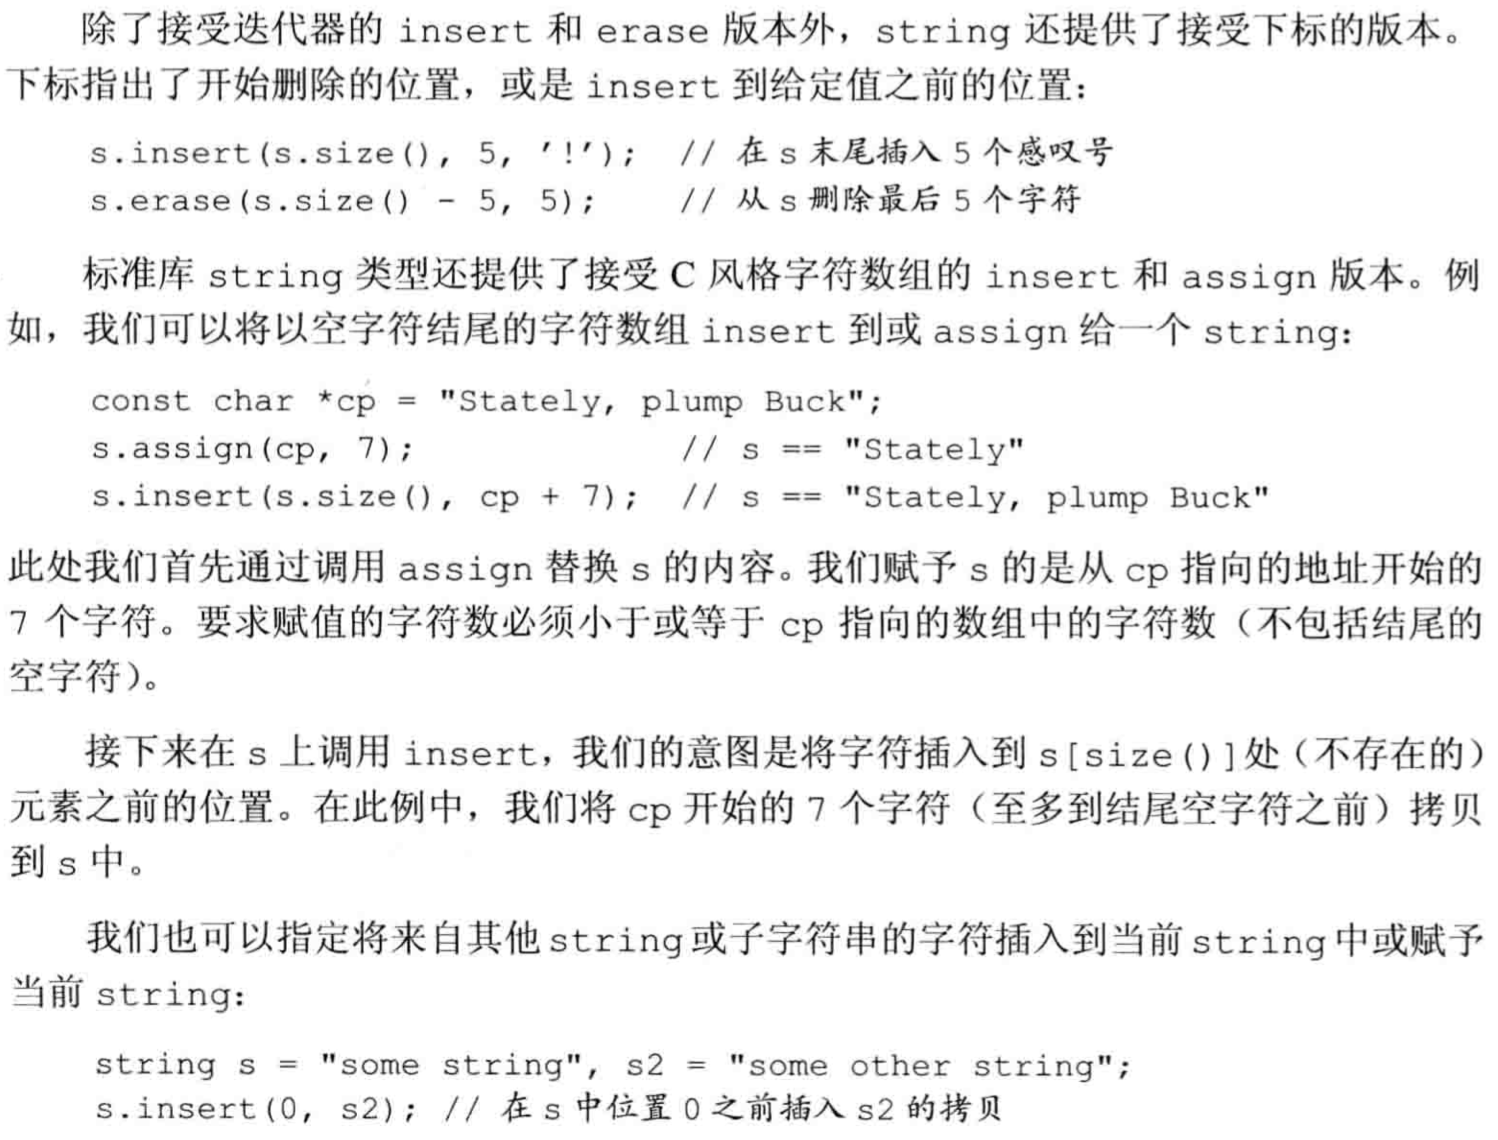 除了接受迭代器的 insert 和 erase 版本外，string 还提供了接受下标的版本。
下标指出了开始删除的位置，或是 insert 到给定值之前的位置：
s.insert(s.size(), 5, '!'); // 在 s 末尾插入 5 个感叹号
s.erase(s.size() - 5, 5); // 从 s 删除最后 5 个字符
标准库 string 类型还提供了接受 C 风格字符数组的 insert 和 assign 版本。例
如，我们可以将以空字符结尾的字符数组 insert 到或 assign 给一个 string：
const char *cp = "Stately, plump Buck";
s.assign(cp, 7); // s == "Stately"
s.insert(s.size(), cp + 7); // s == "Stately, plump Buck"
此处我们首先通过调用 assign 替换 s 的内容。我们赋予 s 的是从 cp 指向的地址开始的
7 个字符。要求赋值的字符数必须小于或等于 cp 指向的数组中的字符数（不包括结尾的
空字符）。
接下来在 s 上调用 insert，我们的意图是将字符插入到 s[size()]处（不存在的）
元素之前的位置。在此例中，我们将 cp 开始的 7 个字符（至多到结尾空字符之前）拷贝
到 s 中。
我们也可以指定将来自其他 string 或子字符串的字符插入到当前 string 中或赋予
当前 string：
string s = "some string", s2 = "some other string";
s.insert(0, s2); // 在 s 中位置 0 之前插入 s2 的拷贝